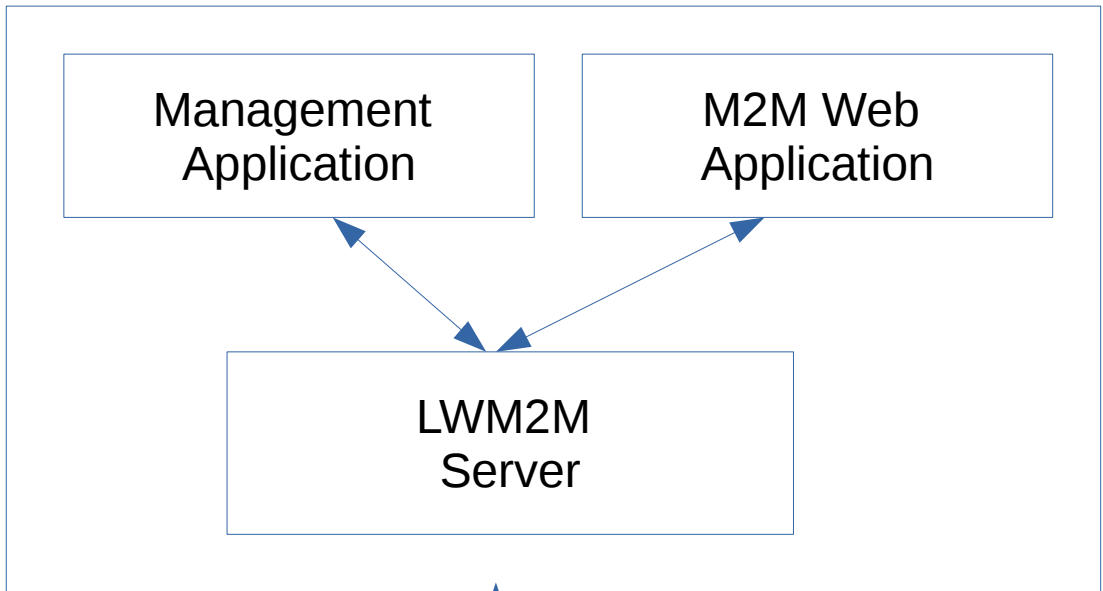 Management
Application
M2M Web
Application
LWM2M
Server